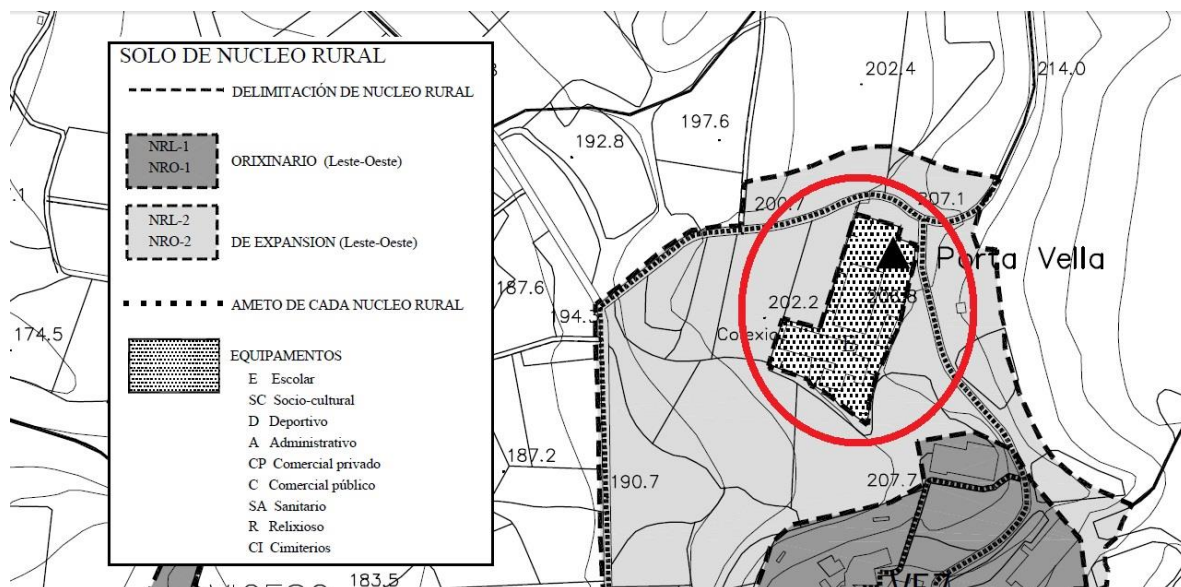 SOLO DE NUCLEO RURAL
DELIMITACIÓN DE NUCLEO RURAL
NRL-1
NRO-1
ORIXINARIO (Leste-Oeste)
NRL-2
NRO-2
DE EXPANSION (Leste-Oeste)
AMETO DE CADA NUCLEO RURAL
EQUIPAMENTOS
E Escolar
SC Socio-cultural
D Deportivo
A Administrativo
CP Comercial privado
C Comercial público
SA Sanitario
R Relixioso
CI Cimiterios
202.4
214.0
197.6
192.8
200.7
207.1
Porta Vella
187.6
202.2
174.5
Colexio
E
187.2
190.7
207.7
183.5